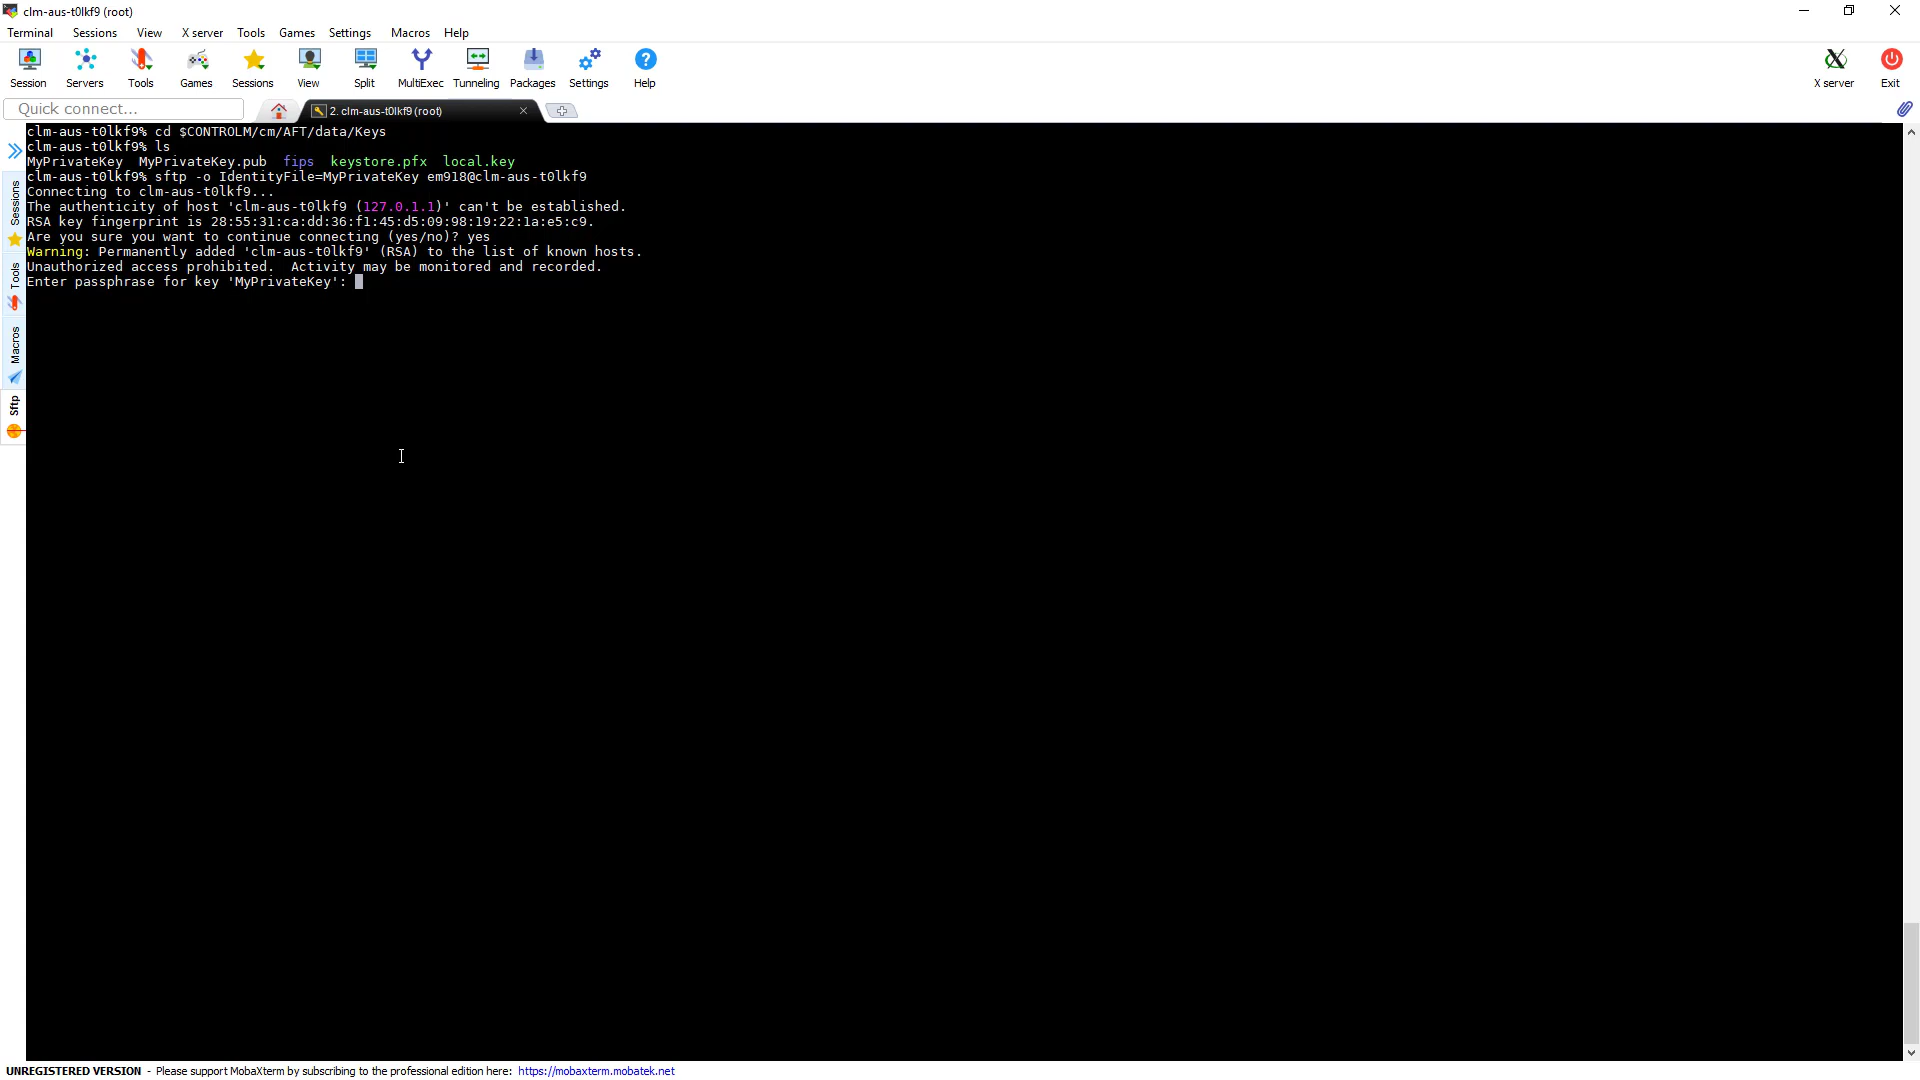 clm-aus-t0lkf9 (root)
Terminal Sessions View X server Tools Games Settings Macros Help
Session Servers Tools Games Sessions View Split MultiExec Tunneling Packages Settings Help X server Exit
Quick connect...
2. clm-aus-t0lkf9 (root)
clm-aus-t0lkf9% cd $CONTROLM/cm/AFT/data/Keys
clm-aus-t0lkf9% ls
MyPrivateKey MyPrivateKey.pub fips keystore.pfx local.key
clm-aus-t0lkf9% sftp -o IdentityFile=MyPrivateKey em918@clm-aus-t0lkf9
Connecting to clm-aus-t0lkf9...
The authenticity of host 'clm-aus-t0lkf9 (127.0.1.1)' can't be established.
RSA key fingerprint is 28:55:31:ca:dd:36:f1:45:d5:09:98:19:22:1a:e5:c9.
Are you sure you want to continue connecting (yes/no)? yes
Warning: Permanently added 'clm-aus-t0lkf9' (RSA) to the list of known hosts.
Unauthorized access prohibited.  Activity may be monitored and recorded.
Enter passphrase for key 'MyPrivateKey':
Sessions
Tools
Macros
Sftp
UNREGISTERED VERSION - Please support MobaXterm by subscribing to the professional edition here: https://mobaxterm.mobatek.net